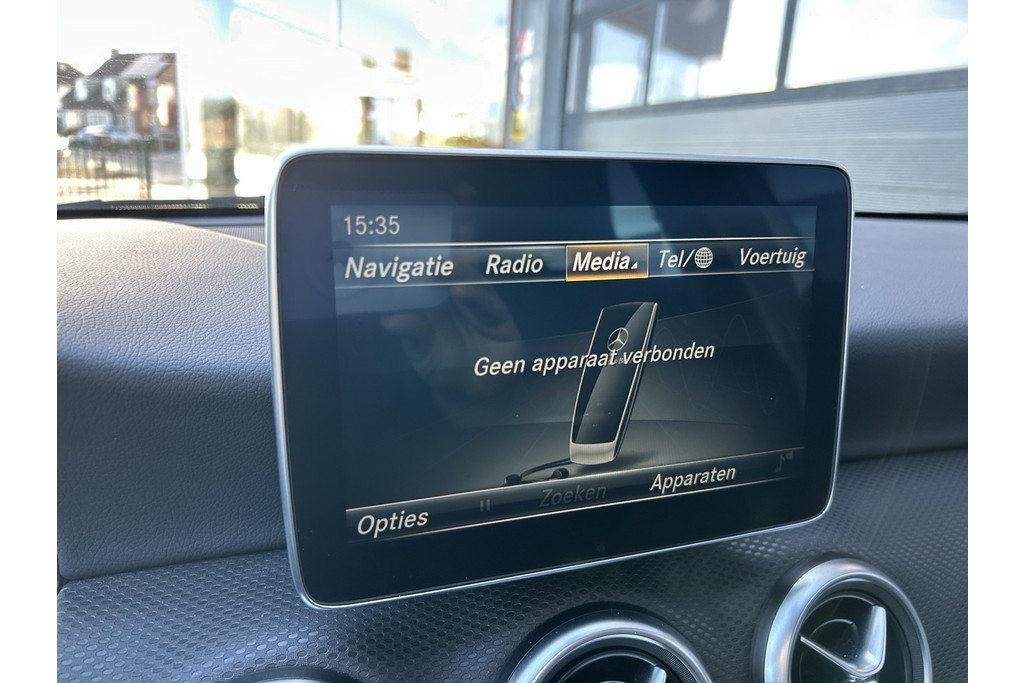 15:35
Navigatie Radio Media Tel/ Voertuig
Geen apparaat verbonden
Opties Zoeken Apparaten